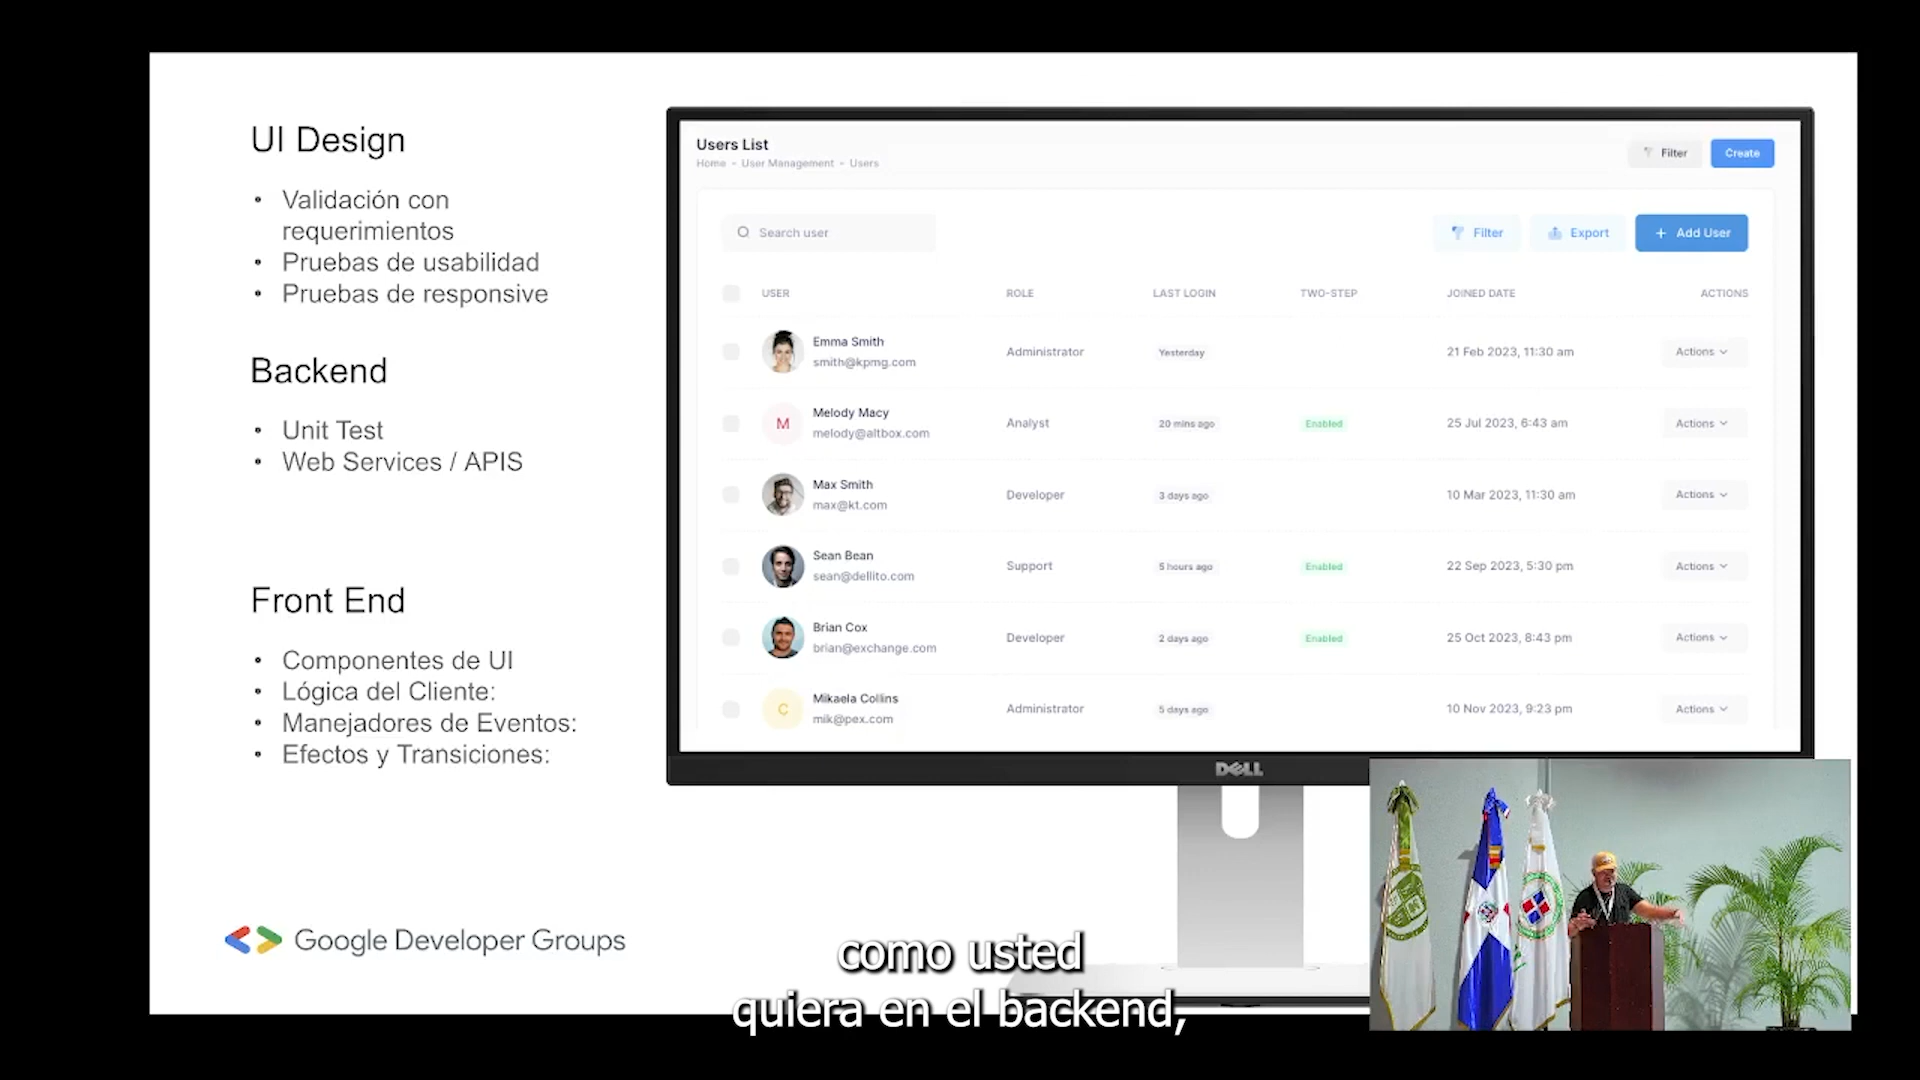 UI Design
• Validación con
requerimientos
• Pruebas de usabilidad
• Pruebas de responsive
Backend
• Unit Test
• Web Services / APIS
Front End
• Componentes de UI
• Lógica del Cliente:
• Manejadores de Eventos:
• Efectos y Transiciones:
Google Developer Groups
Users List
Home - User Management - Users
Filter
Create
Search user
Filter
Export
+ Add User
USER ROLE LAST LOGIN TWO-STEP JOINED DATE ACTIONS
Emma Smith
smith@kpmg.com
Administrator
Yesterday
21 Feb 2023, 11:30 am
Actions
M
Melody Macy
melody@altbox.com
Analyst
20 mins ago
Enabled
25 Jul 2023, 6:43 am
Actions
Max Smith
max@kt.com
Developer
3 days ago
10 Mar 2023, 11:30 am
Actions
Sean Bean
sean@dellito.com
Support
5 hours ago
Enabled
22 Sep 2023, 5:30 pm
Actions
Brian Cox
brian@exchange.com
Developer
2 days ago
Enabled
25 Oct 2023, 8:43 pm
Actions
C
Mikaela Collins
mik@pex.com
Administrator
5 days ago
10 Nov 2023, 9:23 pm
Actions
DELL
como usted
quiera en el backend,